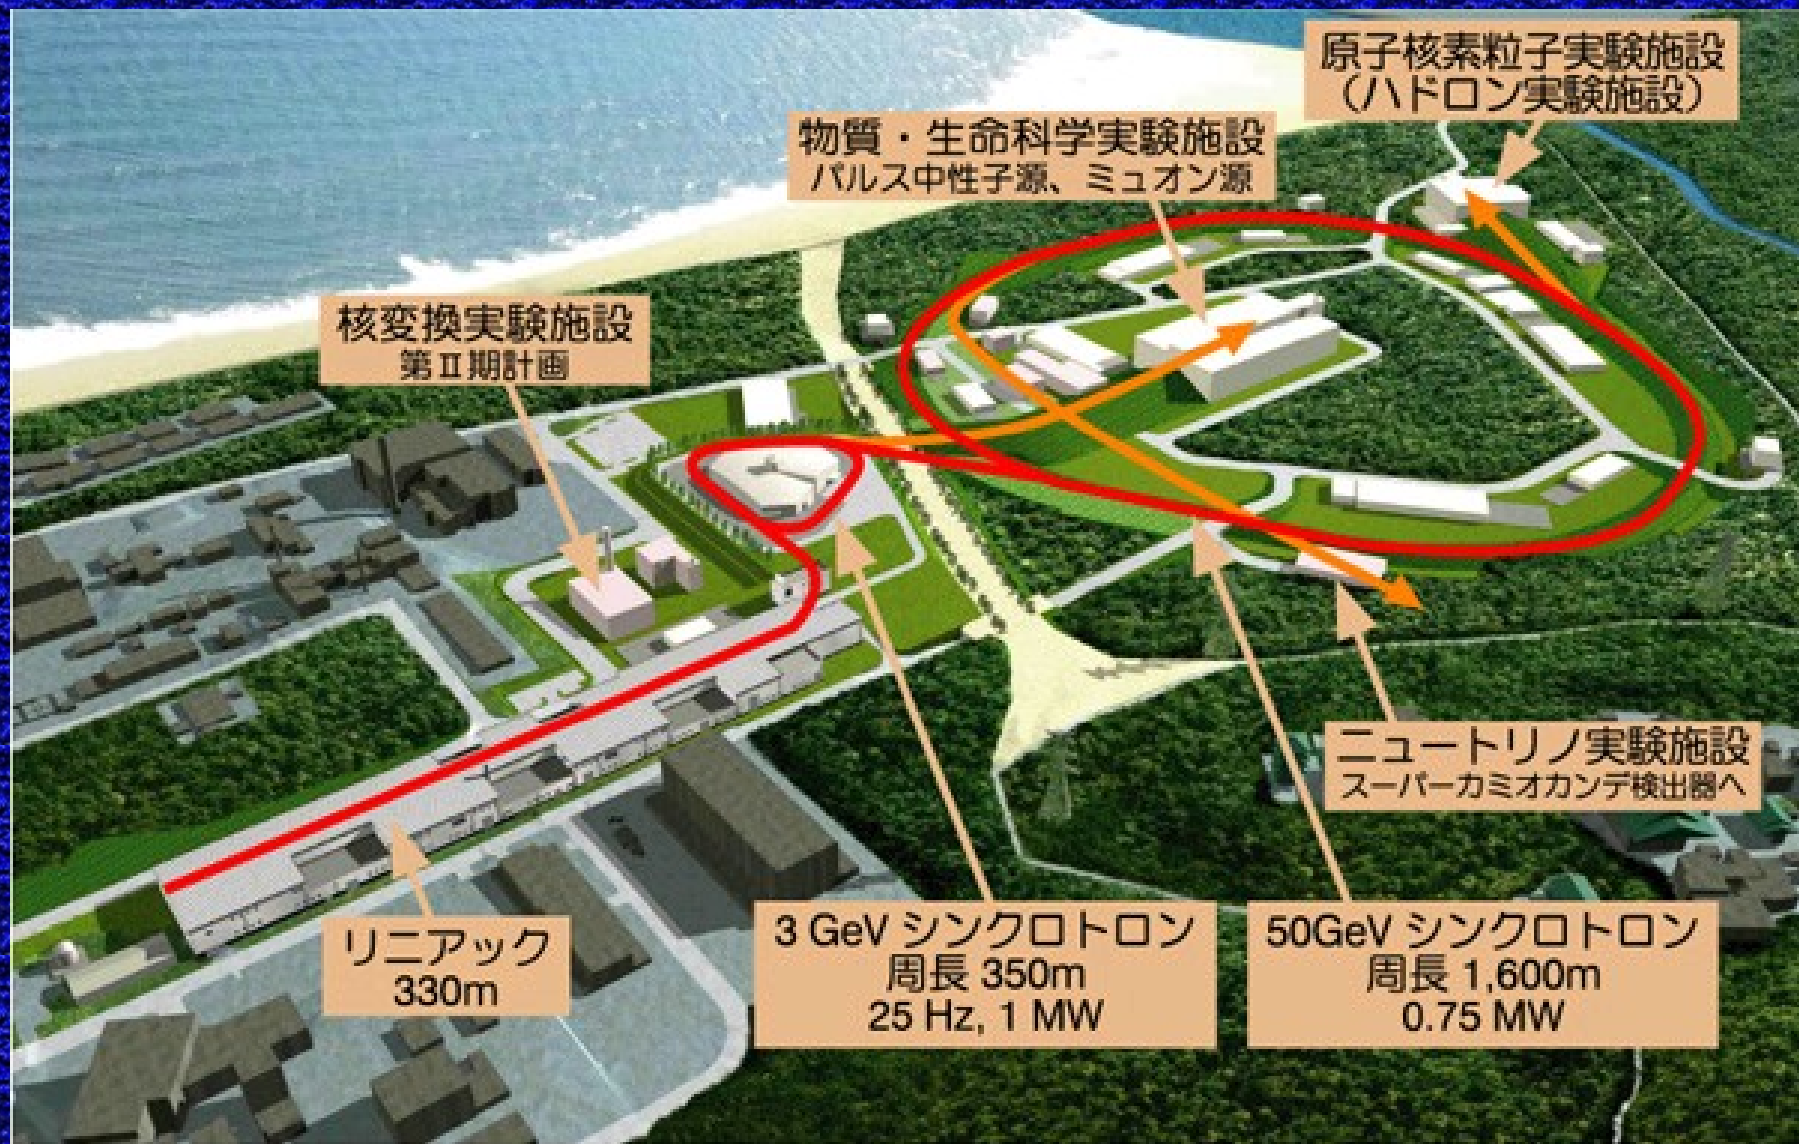 原子核素粒子実験施設
（ハドロン実験施設）
物質・生命科学実験施設
パルス中性子源、ミュオン源
核変換実験施設
第Ⅱ期計画
ニュートリノ実験施設
スーパーカミオカンデ検出器へ
リニアック
330m
3 GeV シンクロトロン
周長 350m
25 Hz, 1 MW
50GeV シンクロトロン
周長 1,600m
0.75 MW